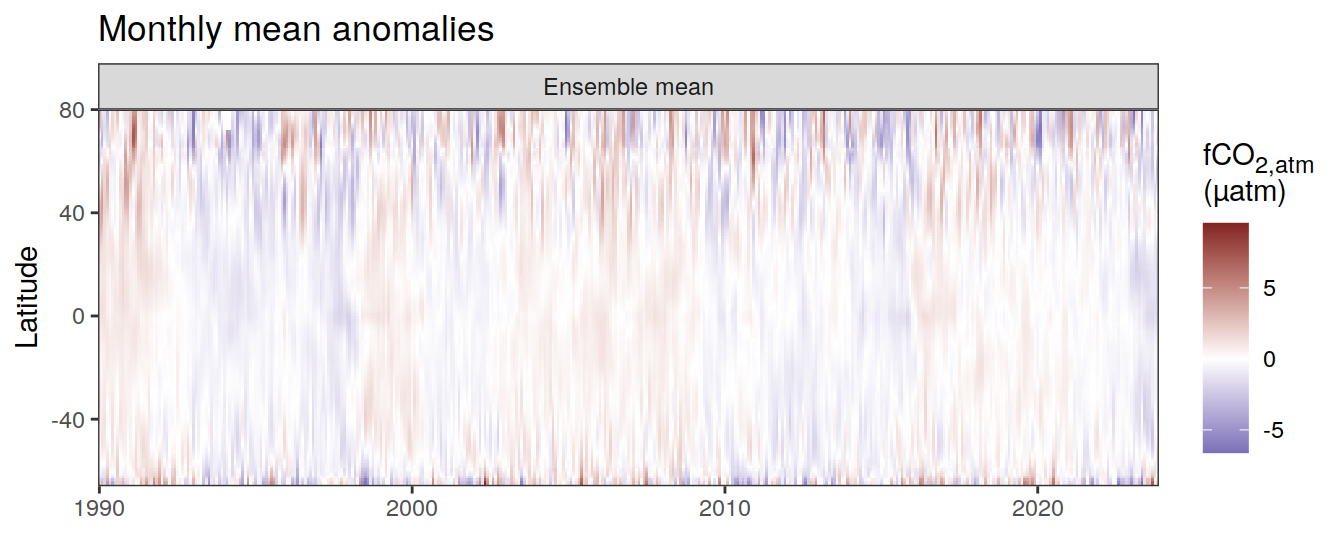 Monthly mean anomalies
Ensemble mean
80
40
0
-40
Latitude
1990
2000
2010
2020
fCO2,atm
(µatm)
5
0
-5